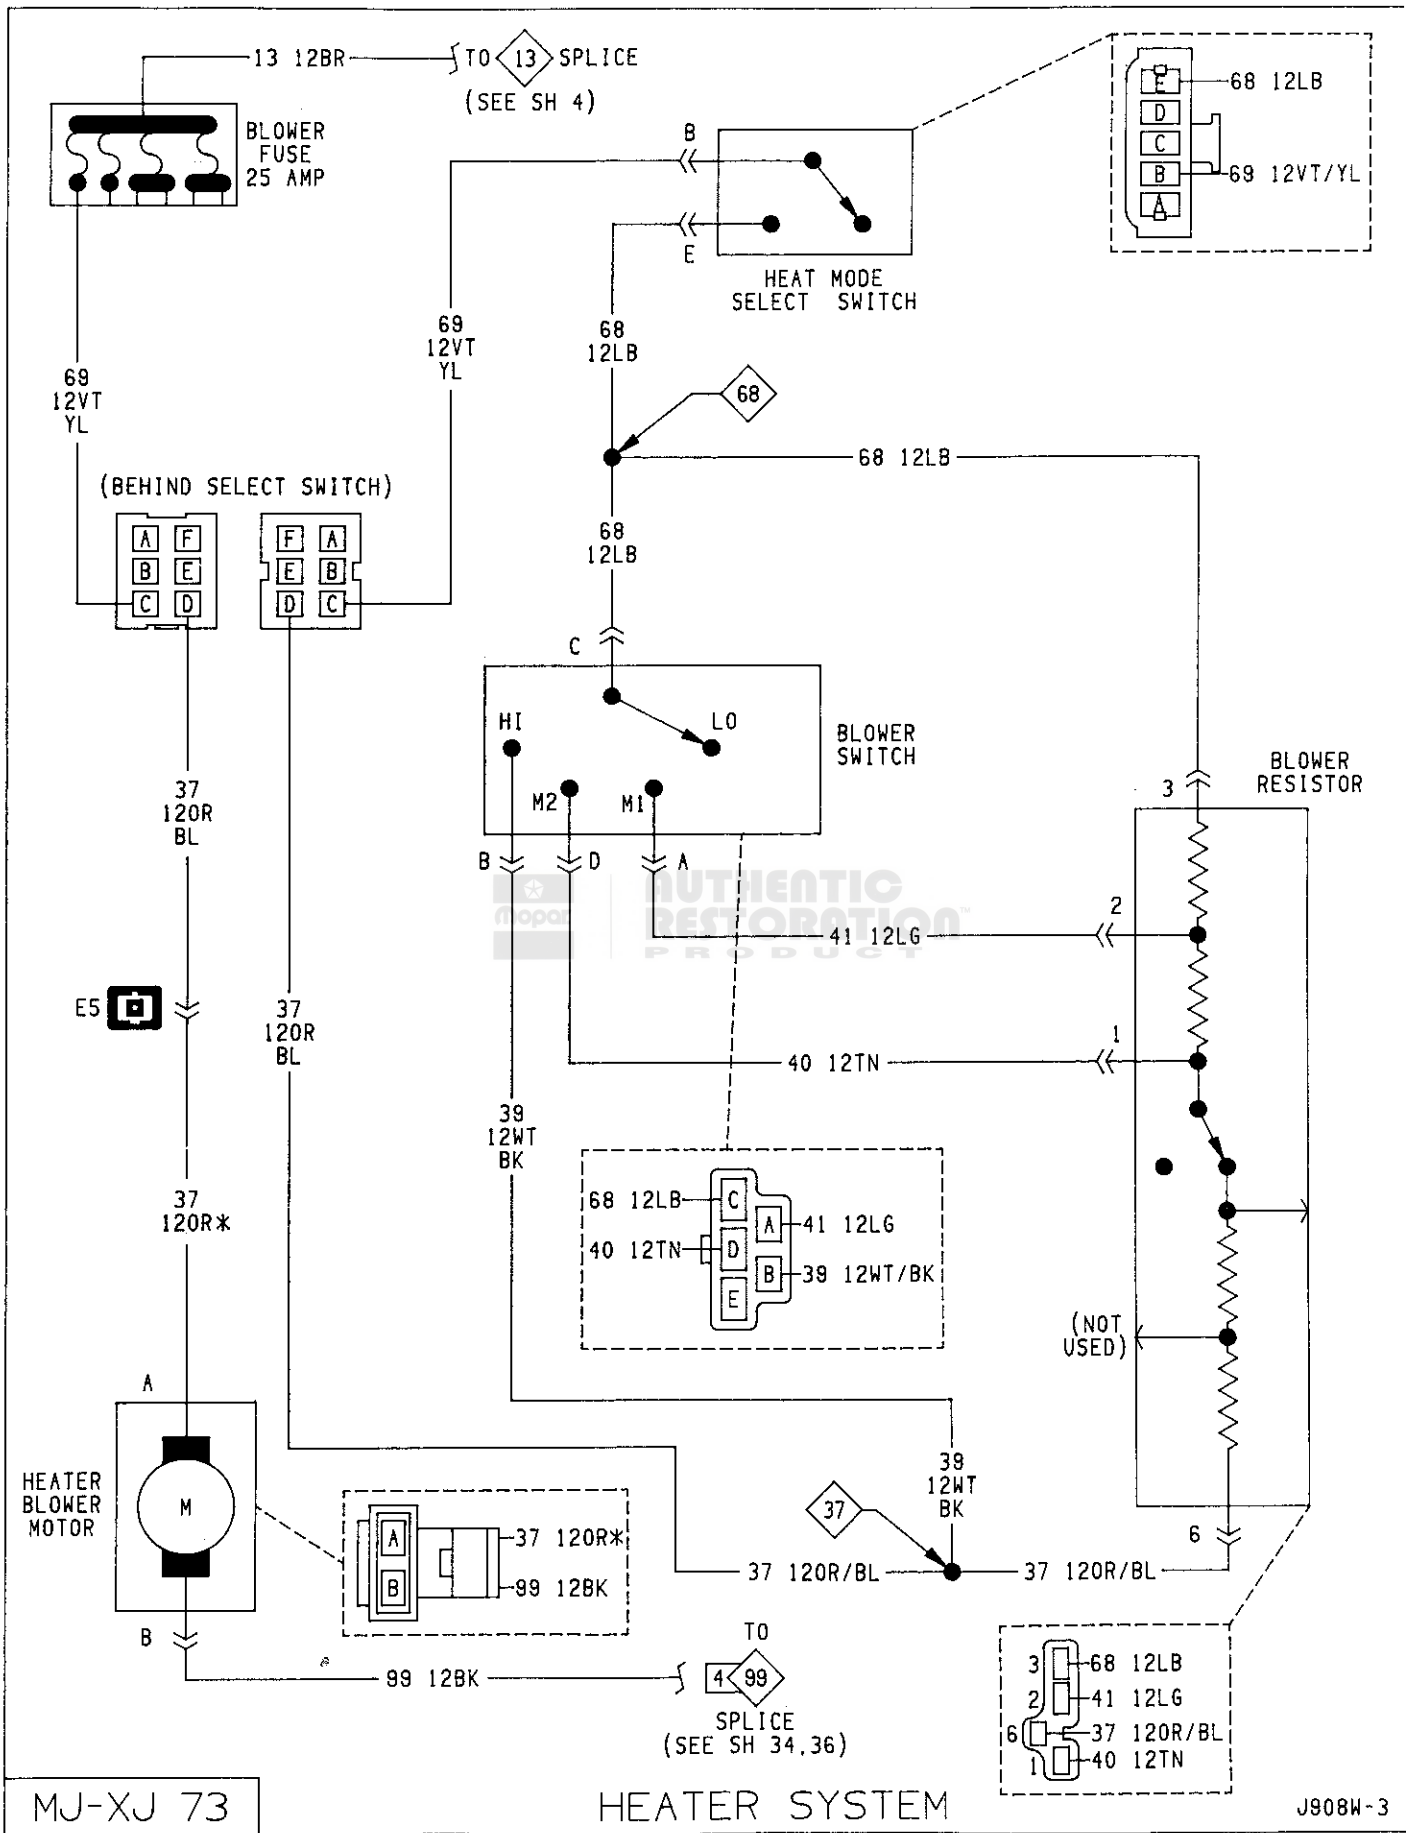 13 12BR
TO 13 SPLICE
(SEE SH 4)
BLOWER
FUSE
25 AMP
B
E
HEAT MODE
SELECT SWITCH
E
D
C
B
A
68 12LB
69 12VT/YL
69
12VT
YL
69
12VT
YL
68
12LB
68
68 12LB
(BEHIND SELECT SWITCH)
A F
B E
C D
F A
E B
D C
68
12LB
C
HI
LO
M2
M1
BLOWER
SWITCH
B
D
A
BLOWER
RESISTOR
3
37
12OR
BL
Mopar
AUTHENTIC
RESTORATION™
PRODUCT
41 12LG
2
E5
37
12OR
BL
40 12TN
1
39
12WT
BK
37
12OR*
68 12LB
40 12TN
C
D
E
A
B
41 12LG
39 12WT/BK
(NOT
USED)
A
HEATER
BLOWER
MOTOR
M
A
B
37 12OR*
99 12BK
39
12WT
BK
37
37 12OR/BL
37 12OR/BL
6
B
99 12BK
TO
4 99
SPLICE
(SEE SH 34,36)
3 68 12LB
2 41 12LG
6 37 12OR/BL
1 40 12TN
MJ-XJ 73
HEATER SYSTEM
J908W-3